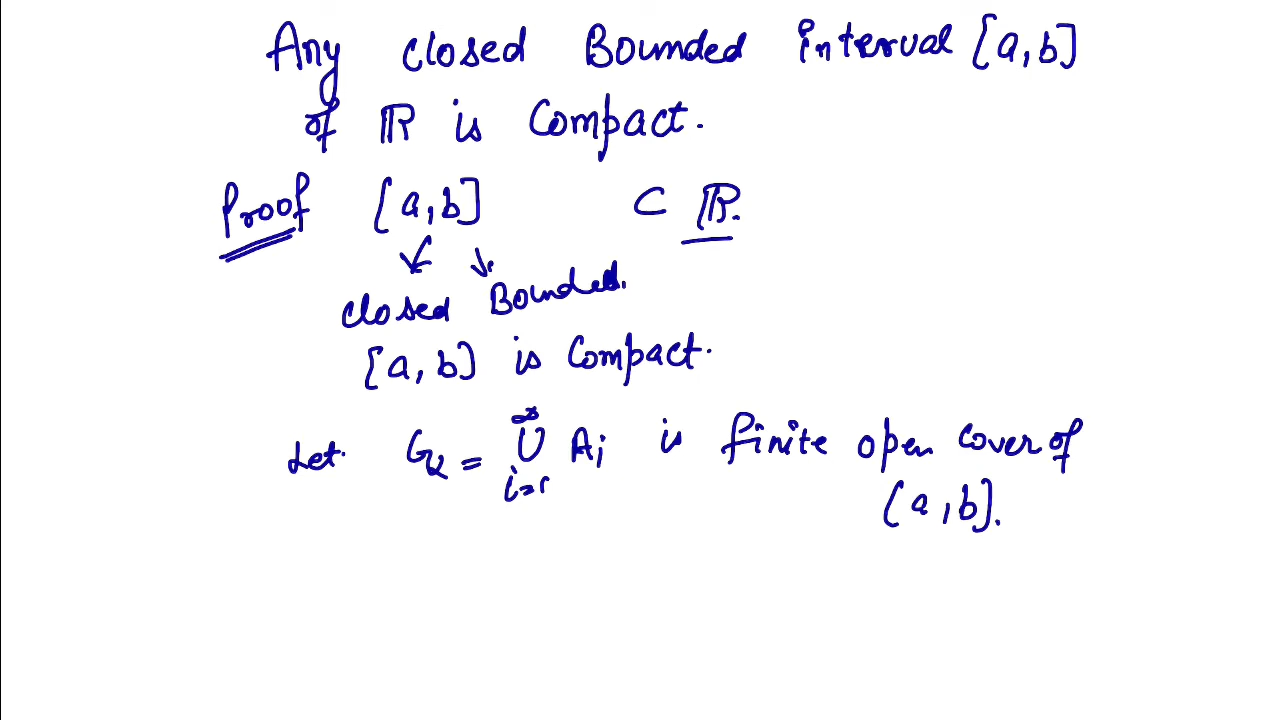 Any closed Bounded interval [a,b]
of ℝ is Compact.
Proof [a,b] ⊂ ℝ.
closed Bounded.
[a,b] is Compact.
Let. = ∞ ∪ i=1 Ai is finite open cover of
[a,b].